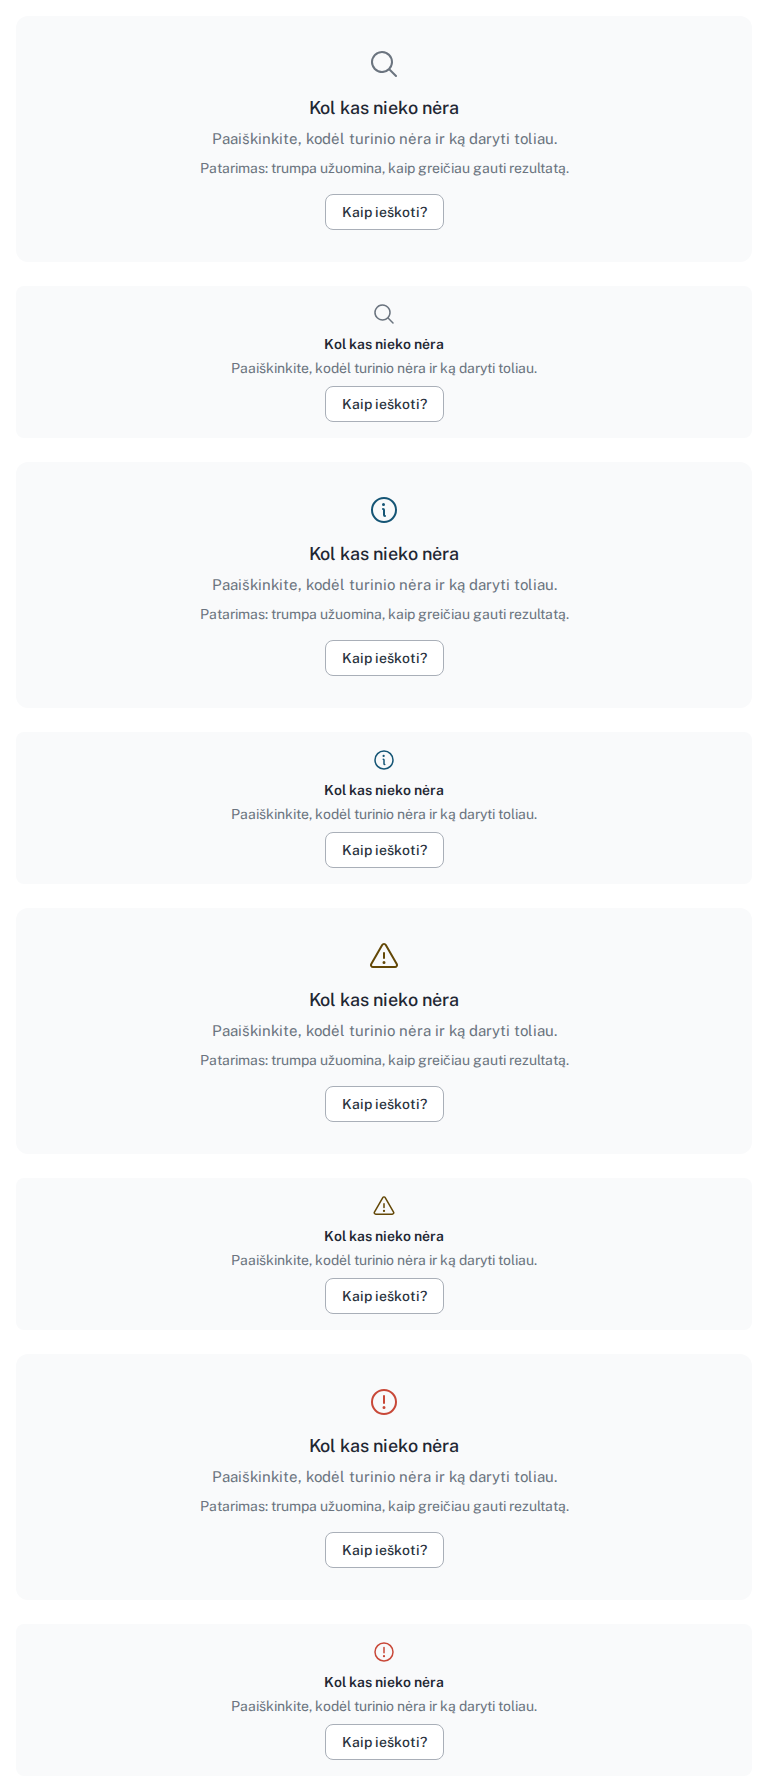 Kol kas nieko nėra
Paaiškinkite, kodėl turinio nėra ir ką daryti toliau.
Patarimas: trumpa užuomina, kaip greičiau gauti rezultatą.
Kaip ieškoti?
Kol kas nieko nėra
Paaiškinkite, kodėl turinio nėra ir ką daryti toliau.
Kaip ieškoti?
Kol kas nieko nėra
Paaiškinkite, kodėl turinio nėra ir ką daryti toliau.
Patarimas: trumpa užuomina, kaip greičiau gauti rezultatą.
Kaip ieškoti?
Kol kas nieko nėra
Paaiškinkite, kodėl turinio nėra ir ką daryti toliau.
Kaip ieškoti?
Kol kas nieko nėra
Paaiškinkite, kodėl turinio nėra ir ką daryti toliau.
Patarimas: trumpa užuomina, kaip greičiau gauti rezultatą.
Kaip ieškoti?
Kol kas nieko nėra
Paaiškinkite, kodėl turinio nėra ir ką daryti toliau.
Kaip ieškoti?
Kol kas nieko nėra
Paaiškinkite, kodėl turinio nėra ir ką daryti toliau.
Patarimas: trumpa užuomina, kaip greičiau gauti rezultatą.
Kaip ieškoti?
Kol kas nieko nėra
Paaiškinkite, kodėl turinio nėra ir ką daryti toliau.
Kaip ieškoti?